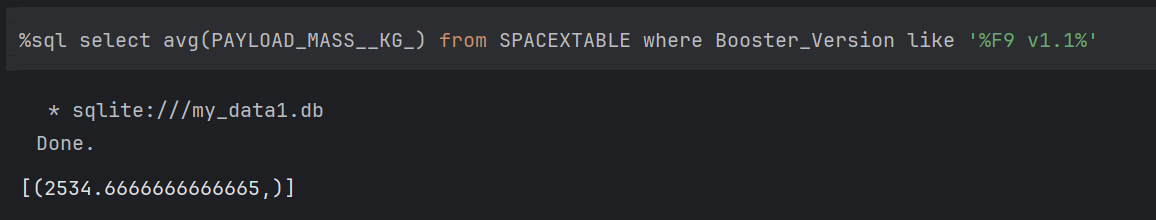 %sql select avg(PAYLOAD_MASS__KG_) from SPACEXTABLE where Booster_Version like '%F9 v1.1%'
* sqlite:///my_data1.db
Done.
[(2534.6666666666665,)]